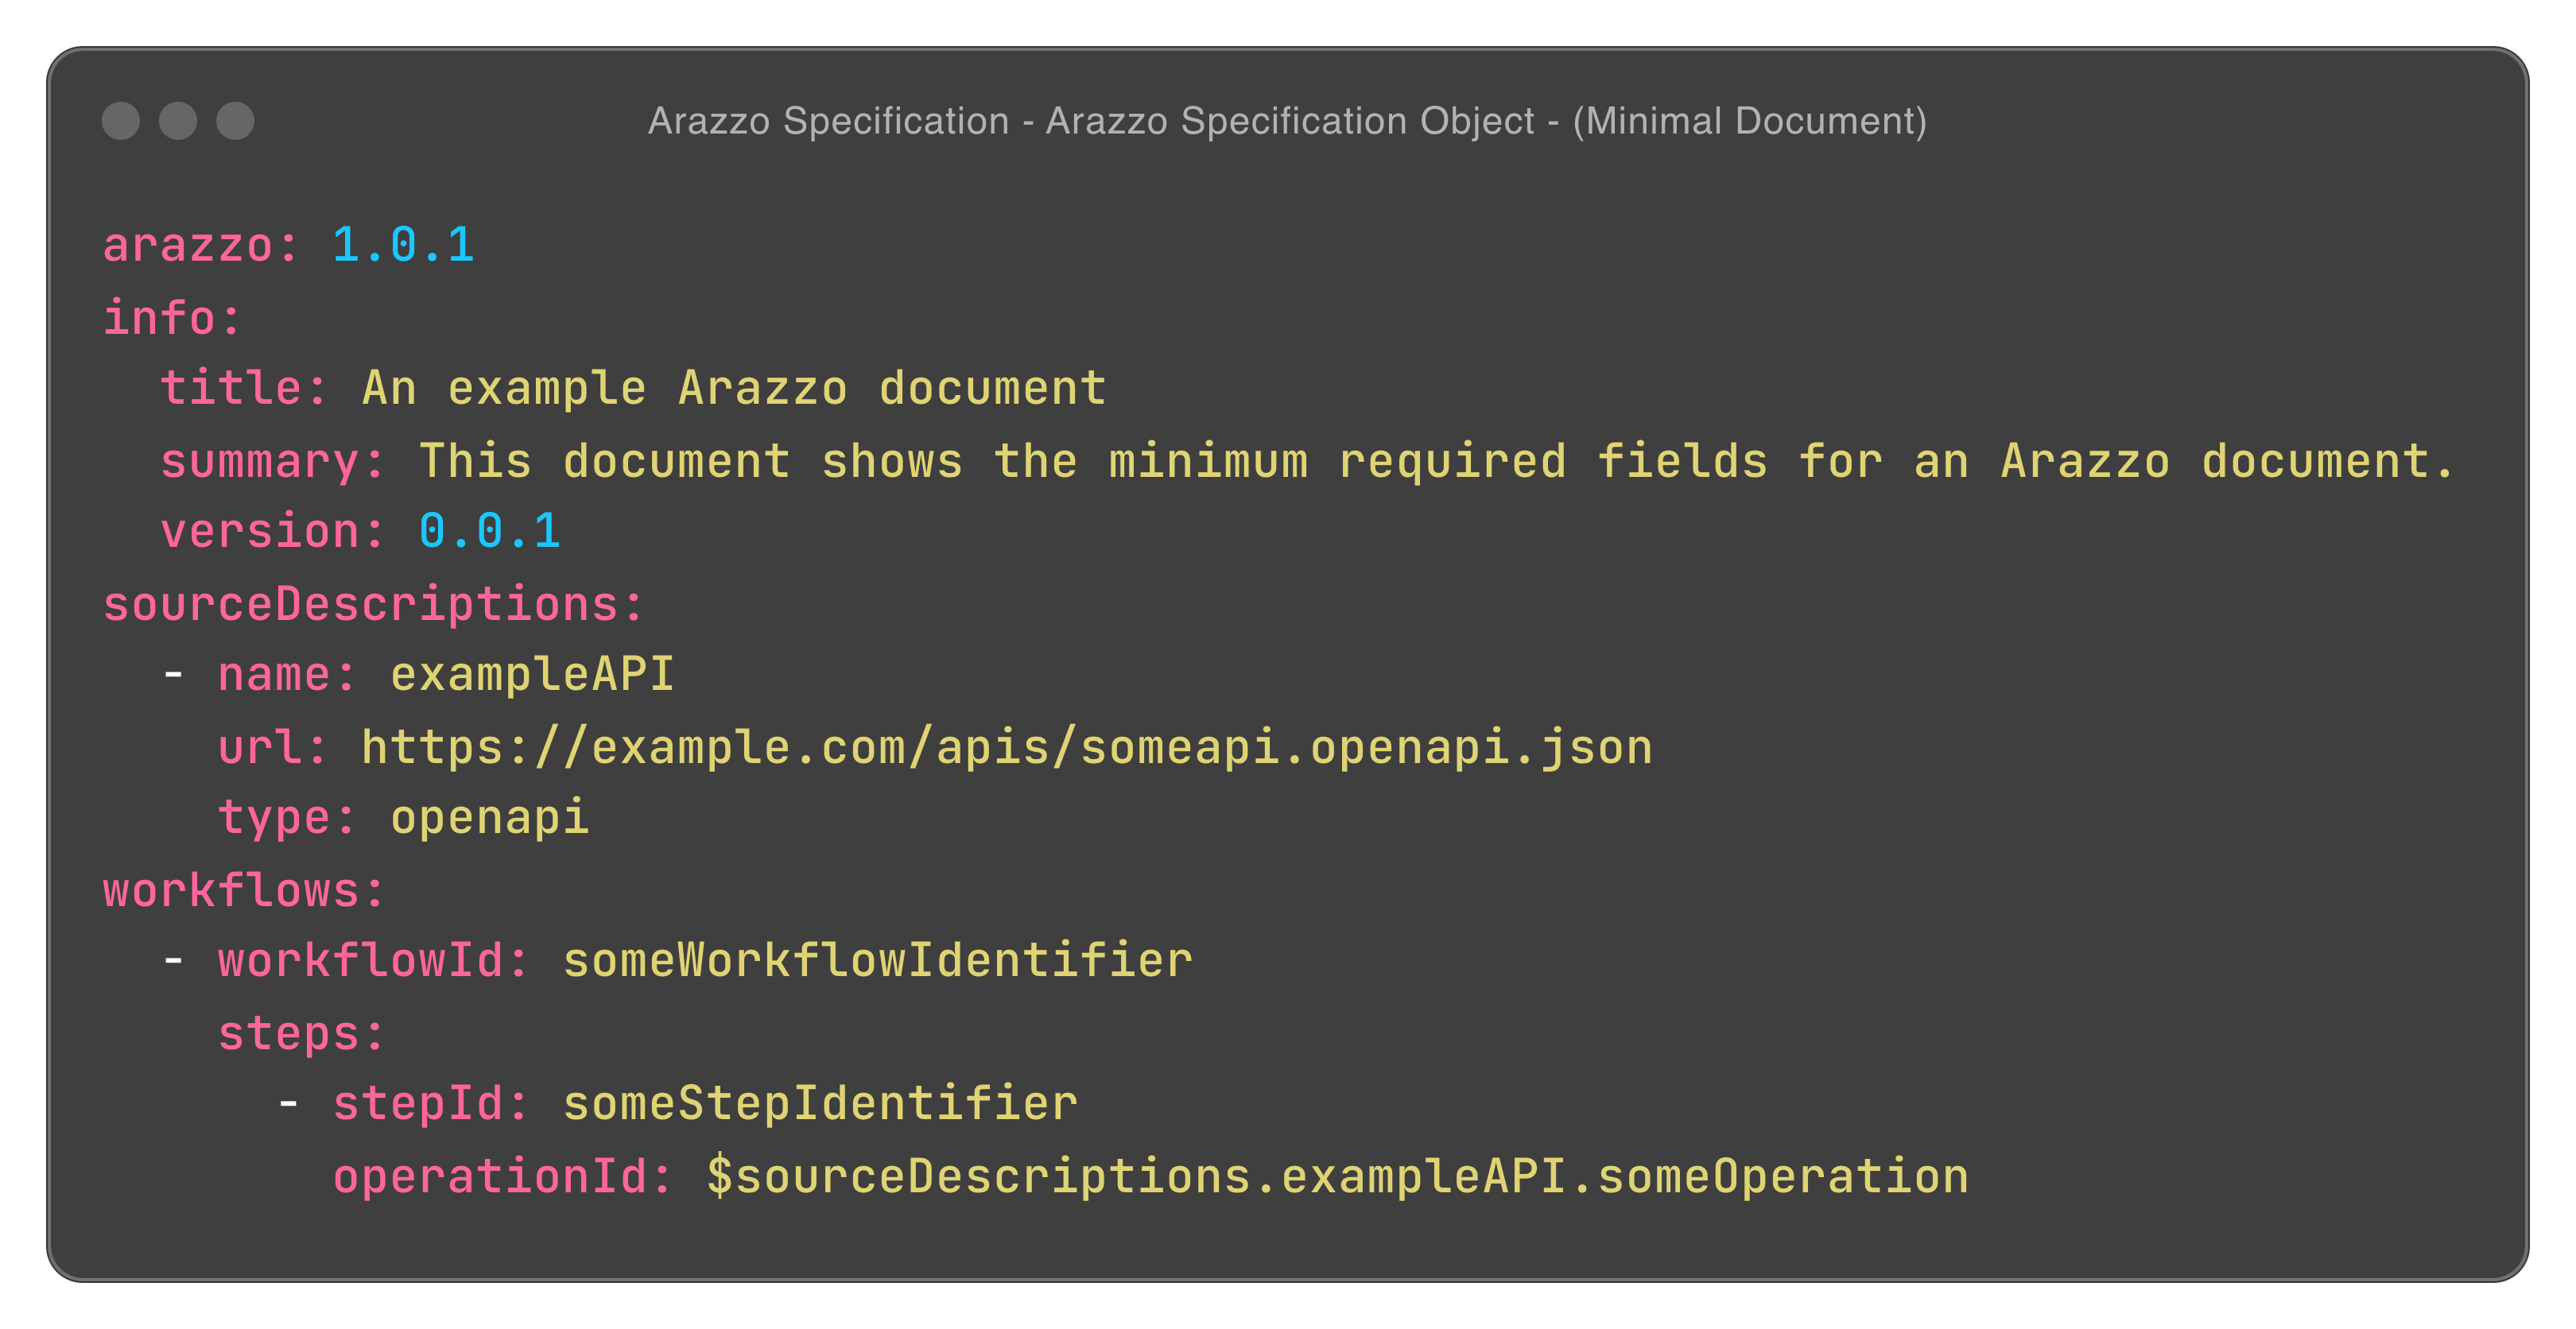 Arazzo Specification - Arazzo Specification Object - (Minimal Document)
arazzo: 1.0.1
info:
  title: An example Arazzo document
  summary: This document shows the minimum required fields for an Arazzo document.
  version: 0.0.1
sourceDescriptions:
  - name: exampleAPI
    url: https://example.com/apis/someapi.openapi.json
    type: openapi
workflows:
  - workflowId: someWorkflowIdentifier
    steps:
      - stepId: someStepIdentifier
        operationId: $sourceDescriptions.exampleAPI.someOperation